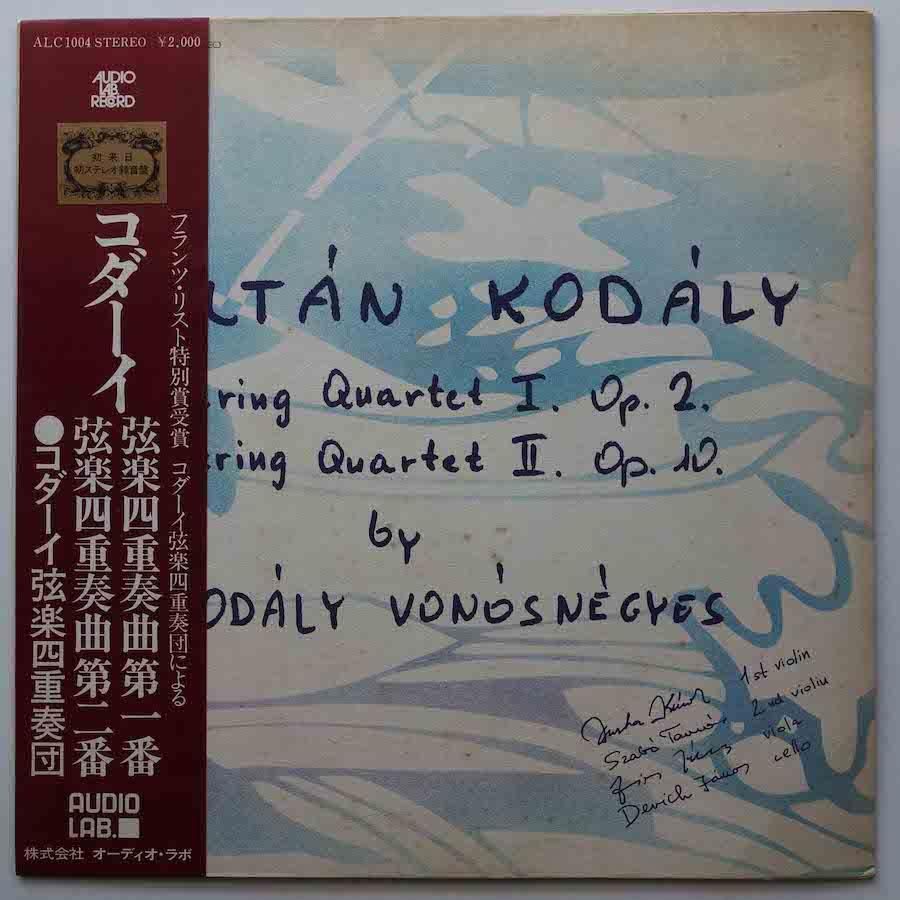 ALC1004 STEREO ¥2,000
AUDIO
LAB.
RECORD
初来日
初ステレオ録音盤
フランツ・リスト特別賞受賞 コダーイ弦楽四重奏団による
コダーイ
弦楽四重奏曲第一番
弦楽四重奏曲第二番
●コダーイ弦楽四重奏団
AUDIO
LAB.■
株式会社 オーディオ・ラボ
LTÁN KODÁLY
ring Quartet I. Op. 2.
ring Quartet II. Op. 10.
by
ODÁLY VONÓSNÉGYES
1st violin
Szabó 2nd violin
viola
Devich János cello